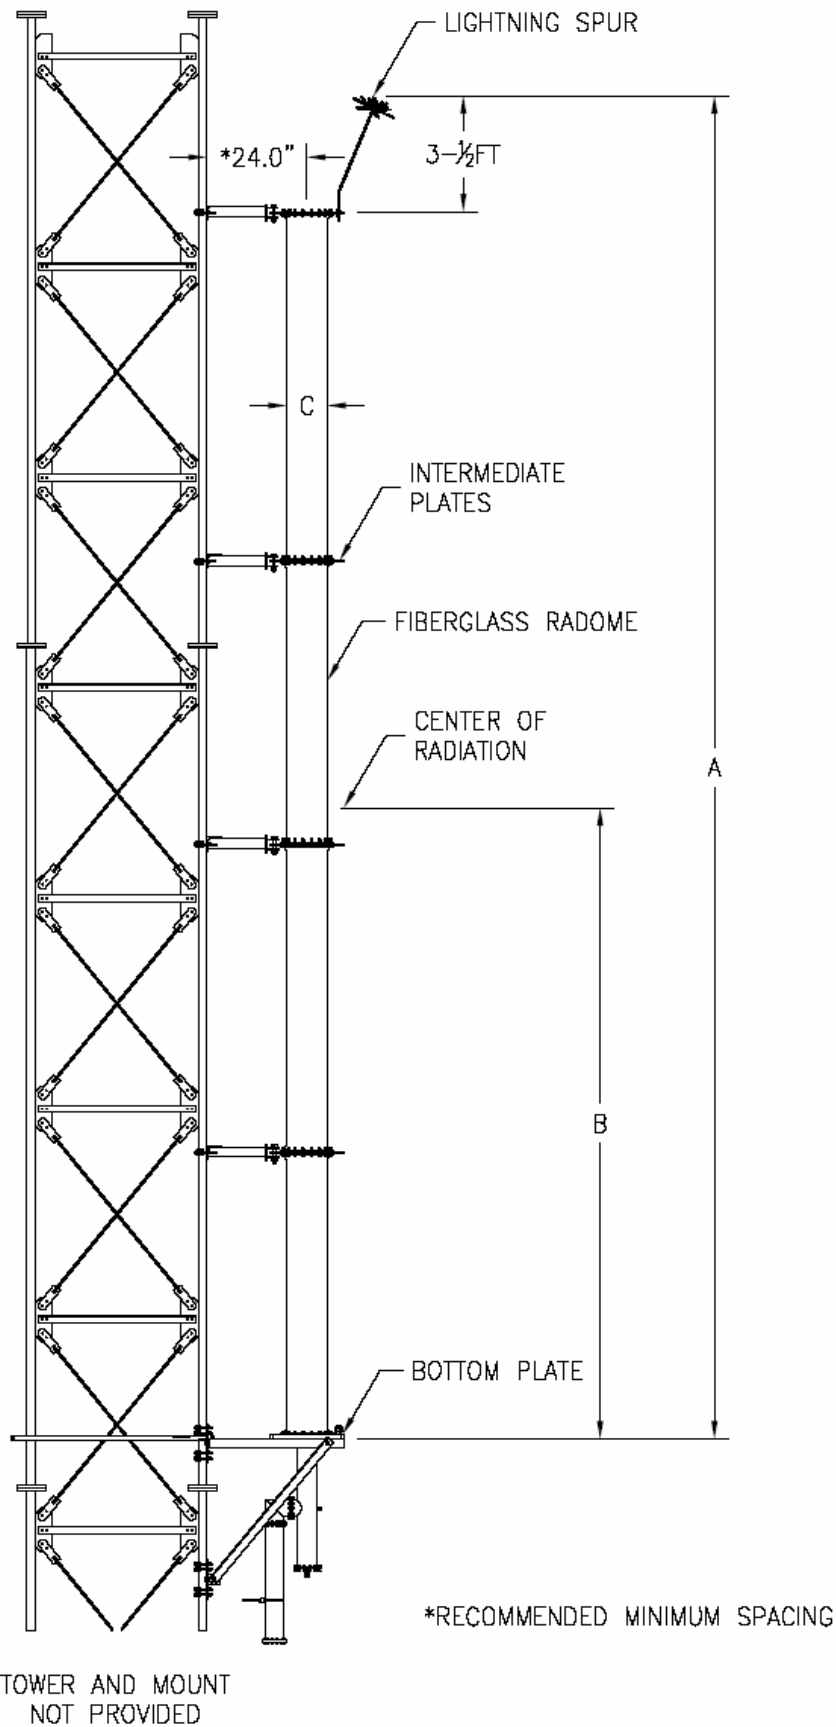 LIGHTNING SPUR
*24.0"
3-½FT
C
INTERMEDIATE
PLATES
FIBERGLASS RADOME
CENTER OF
RADIATION
A
B
BOTTOM PLATE
*RECOMMENDED MINIMUM SPACING
TOWER AND MOUNT
NOT PROVIDED